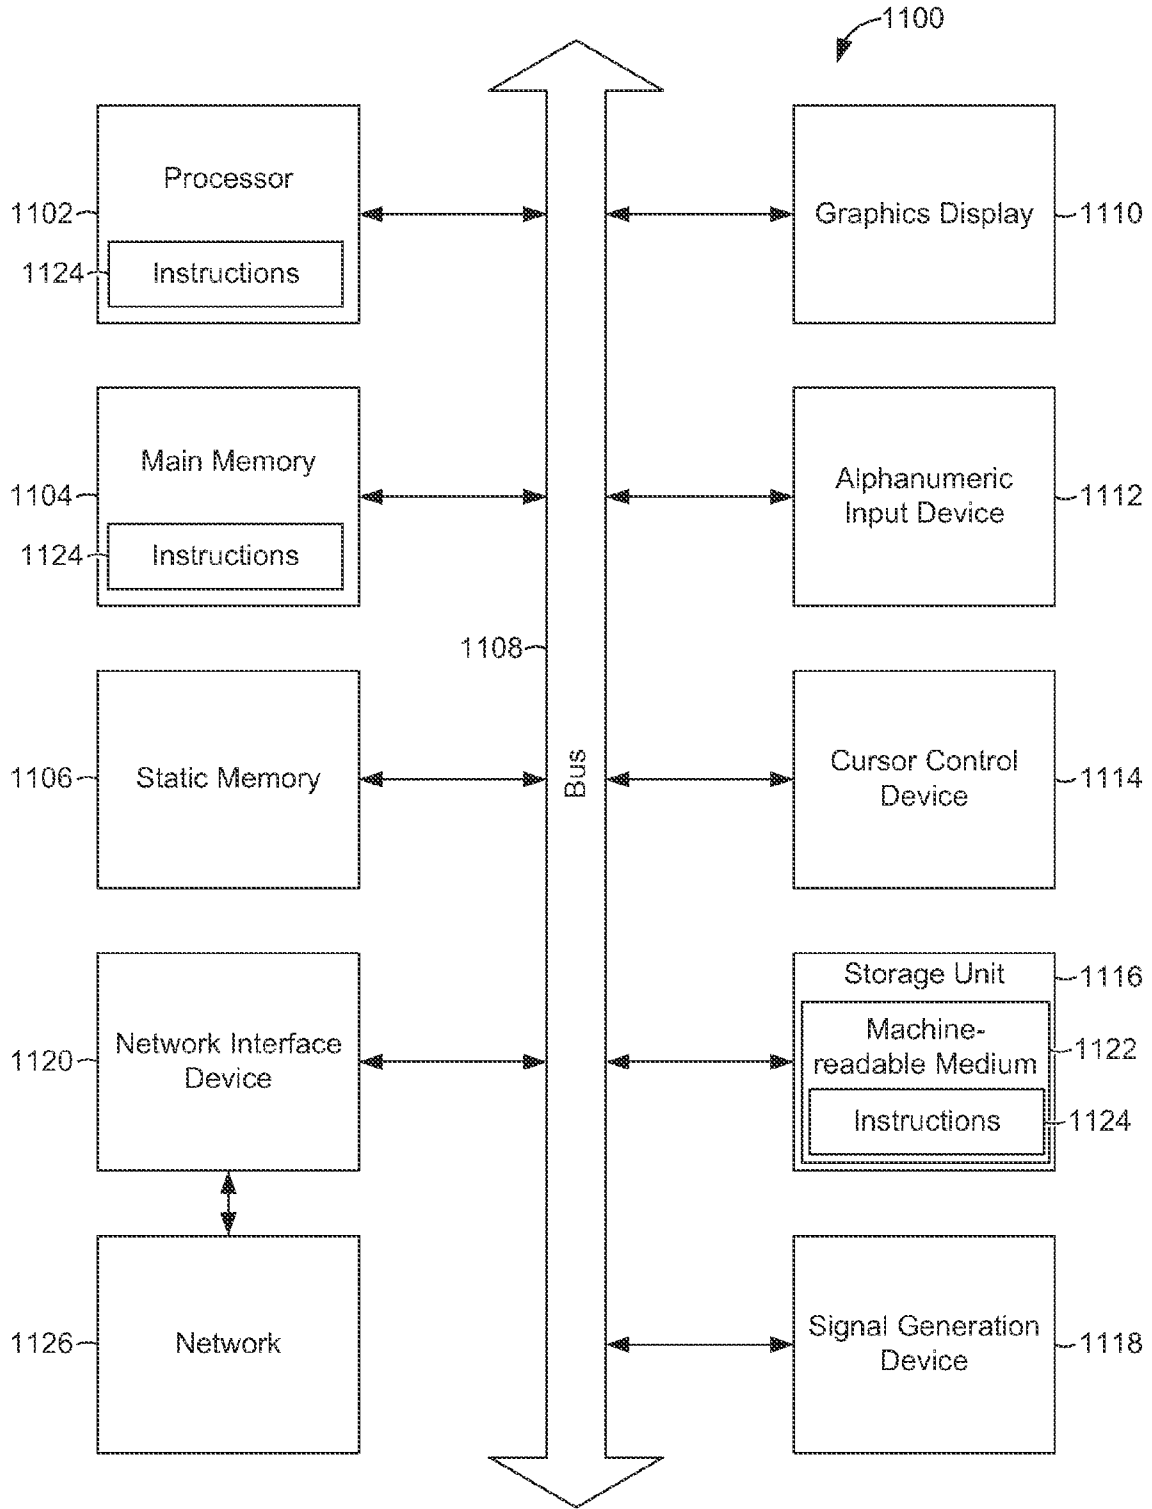 1100
Processor
1102
1124
Instructions
Graphics Display
1110
Main Memory
1104
1124
Instructions
Alphanumeric
Input Device
1112
1108
Bus
Static Memory
1106
Cursor Control
Device
1114
Network Interface
Device
1120
Storage Unit
1116
Machine-
readable Medium
1122
Instructions
1124
Network
1126
Signal Generation
Device
1118